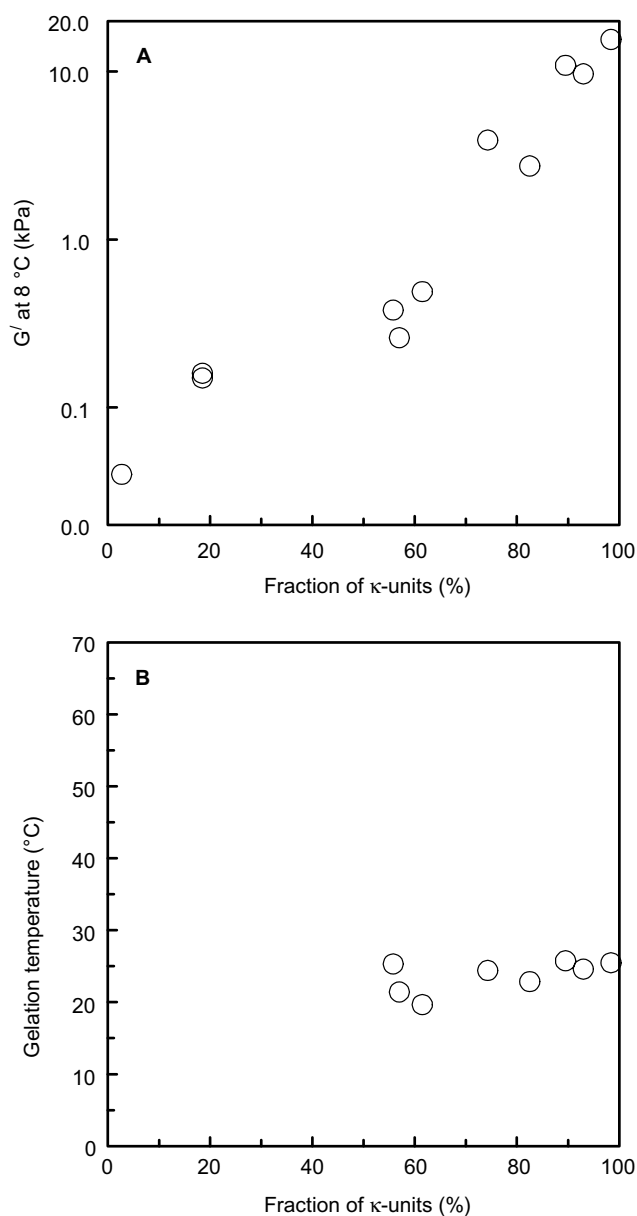 20.0
A
10.0
1.0
0.1
0.0
G/ at 8 °C (kPa)
0 20 40 60 80 100
Fraction of κ-units (%)
70
B
60
50
40
30
20
10
0
Gelation temperature (°C)
0 20 40 60 80 100
Fraction of κ-units (%)